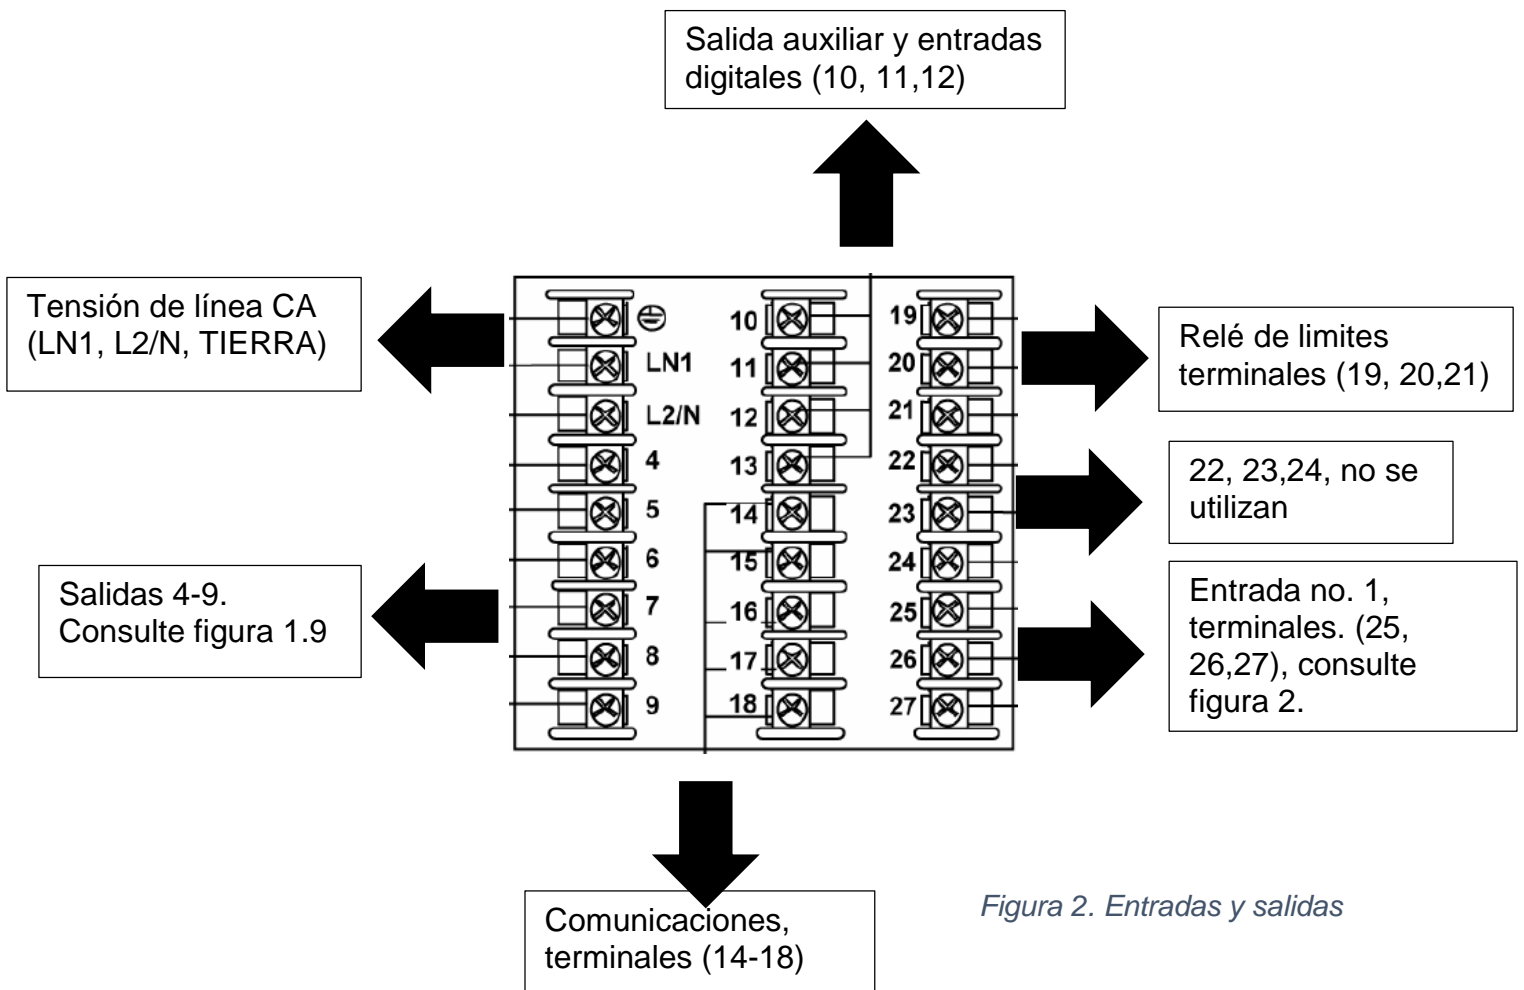 Salida auxiliar y entradas
digitales (10, 11,12)
Tensión de línea CA
(LN1, L2/N, TIERRA)
Salidas 4-9.
Consulte figura 1.9
LN1
L2/N
4
5
6
7
8
9
10
11
12
13
14
15
16
17
18
19
20
21
22
23
24
25
26
27
Relé de limites
terminales (19, 20,21)
22, 23,24, no se
utilizan
Entrada no. 1,
terminales. (25,
26,27), consulte
figura 2.
Comunicaciones,
terminales (14-18)
Figura 2. Entradas y salidas